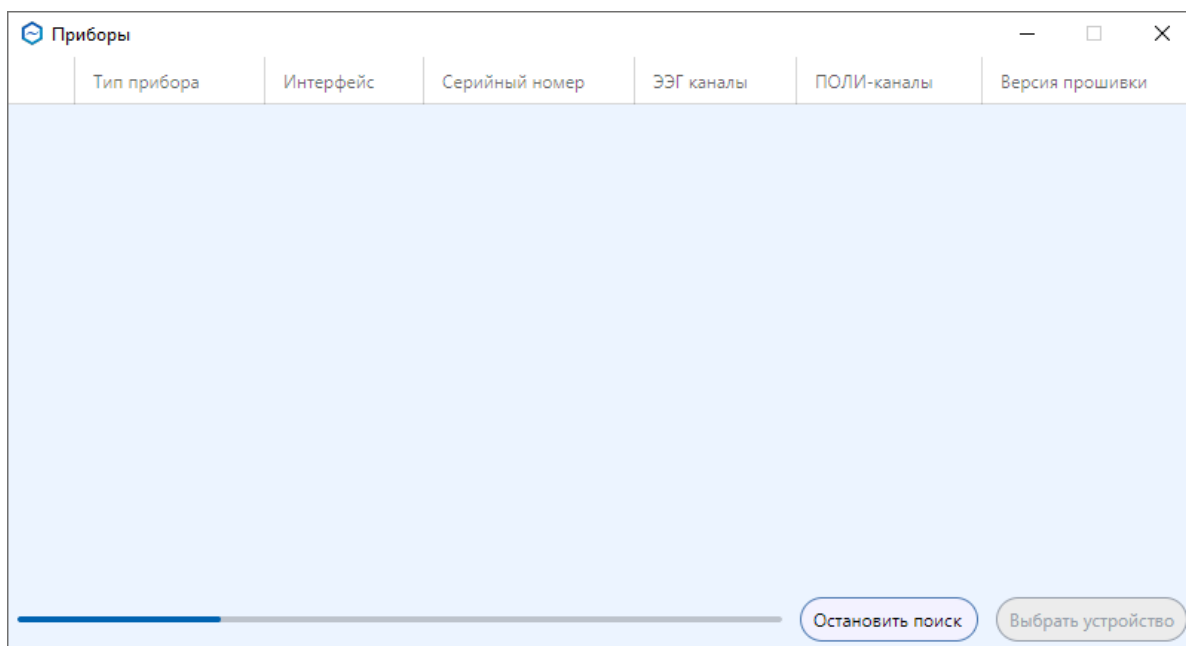 Приборы
Тип прибора Интерфейс Серийный номер ЭЭГ каналы ПОЛИ-каналы Версия прошивки
Остановить поиск Выбрать устройство